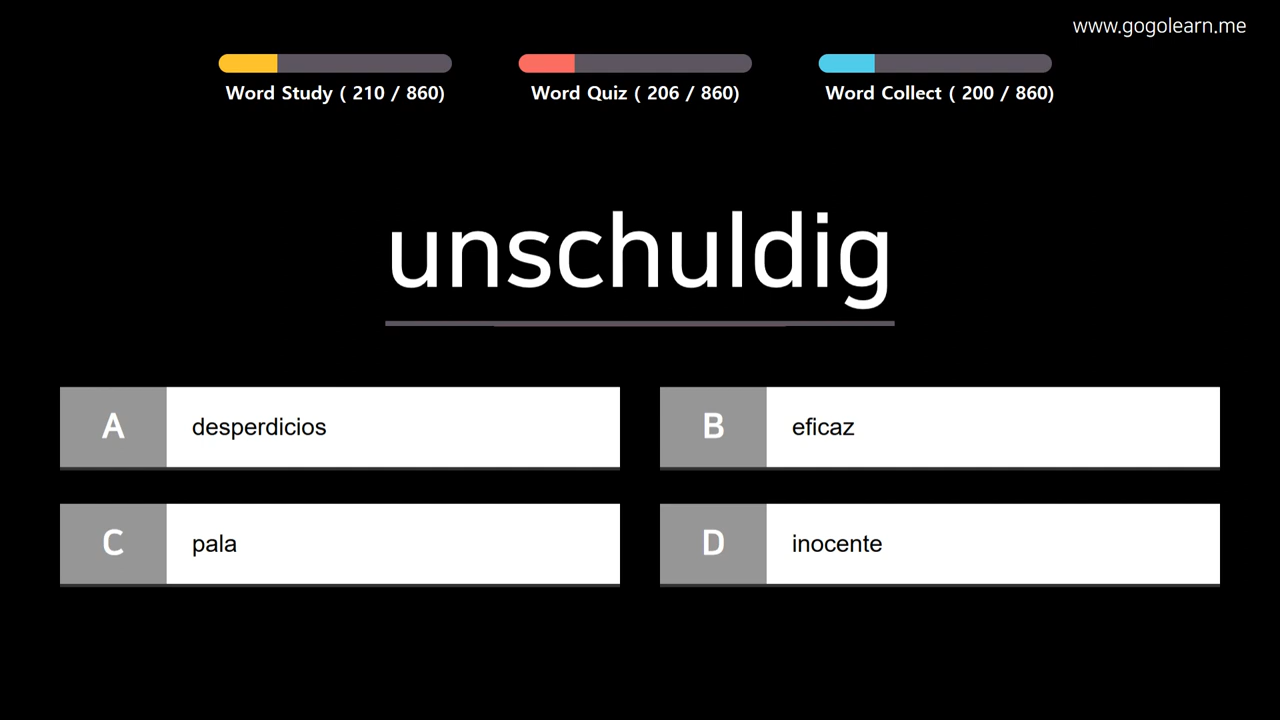 www.gogolearn.me
Word Study ( 210 / 860)
Word Quiz ( 206 / 860)
Word Collect ( 200 / 860)
unschuldig
A desperdicios
B eficaz
C pala
D inocente